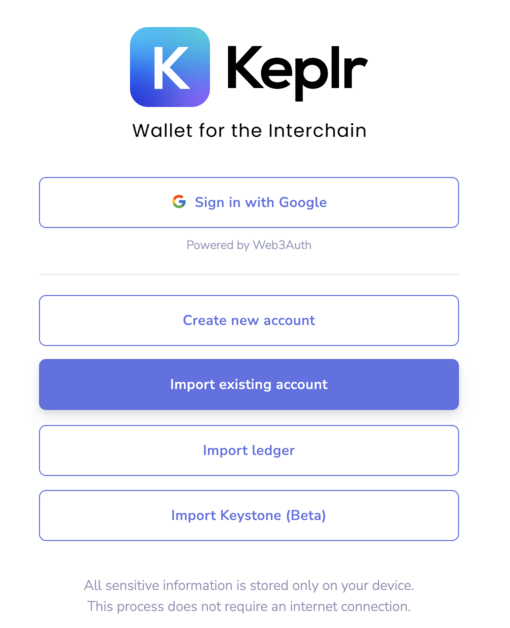 K Keplr
Wallet for the Interchain
Sign in with Google
Powered by Web3Auth
Create new account
Import existing account
Import ledger
Import Keystone (Beta)
All sensitive information is stored only on your device.
This process does not require an internet connection.